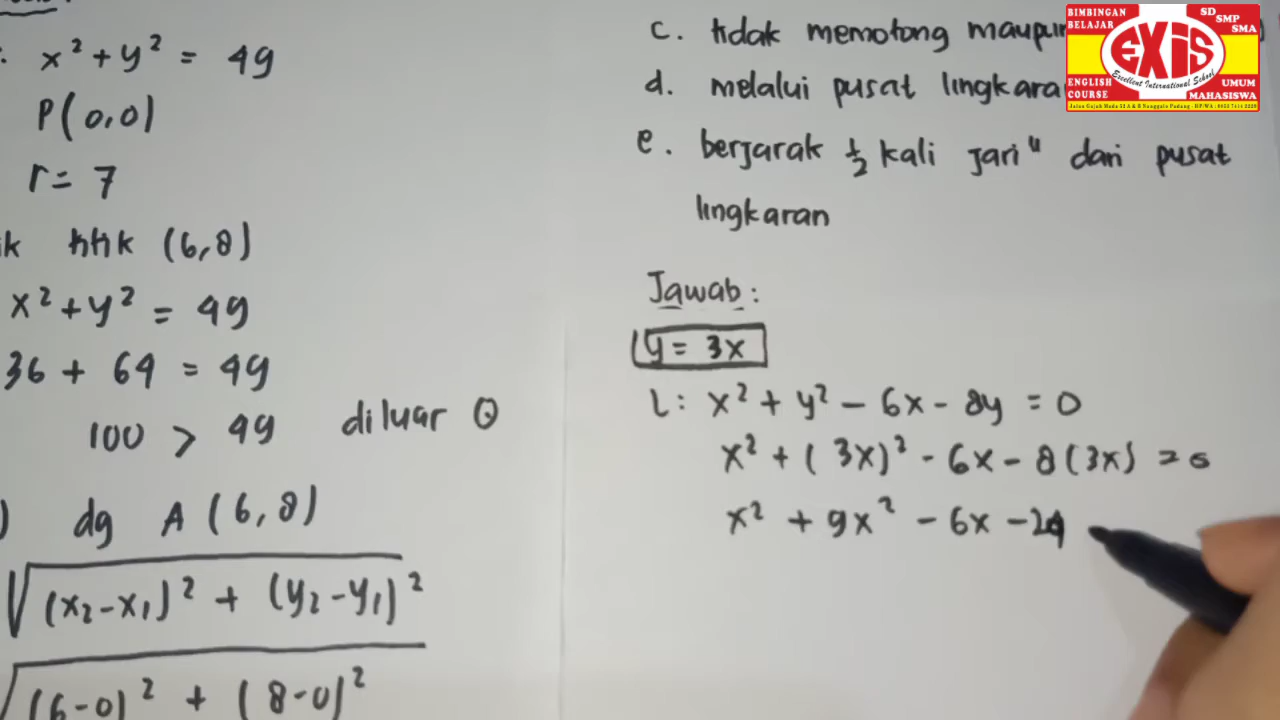 x² + y² = 49
P(0,0)
r = 7
(6,8)
x² + y² = 49
36 + 64 = 49
100 > 49 diluar
dg A (6,8)
√(x₂-x₁)² + (y₂-y₁)²
√(6-0)² + (8-0)²
c. tidak memotong
d. melalui pusat
e. berjarak ½ kali jari" dari pusat
lingkaran
Jawab:
y = 3x
L: x² + y² - 6x - 8y = 0
x² + (3x)² - 6x - 8(3x) = 0
x² + 9x² - 6x - 24
BIMBINGAN
BELAJAR
SD
SMP
SMA
EXIS
Excellent International School
ENGLISH
COURSE
UMUM
MAHASISWA